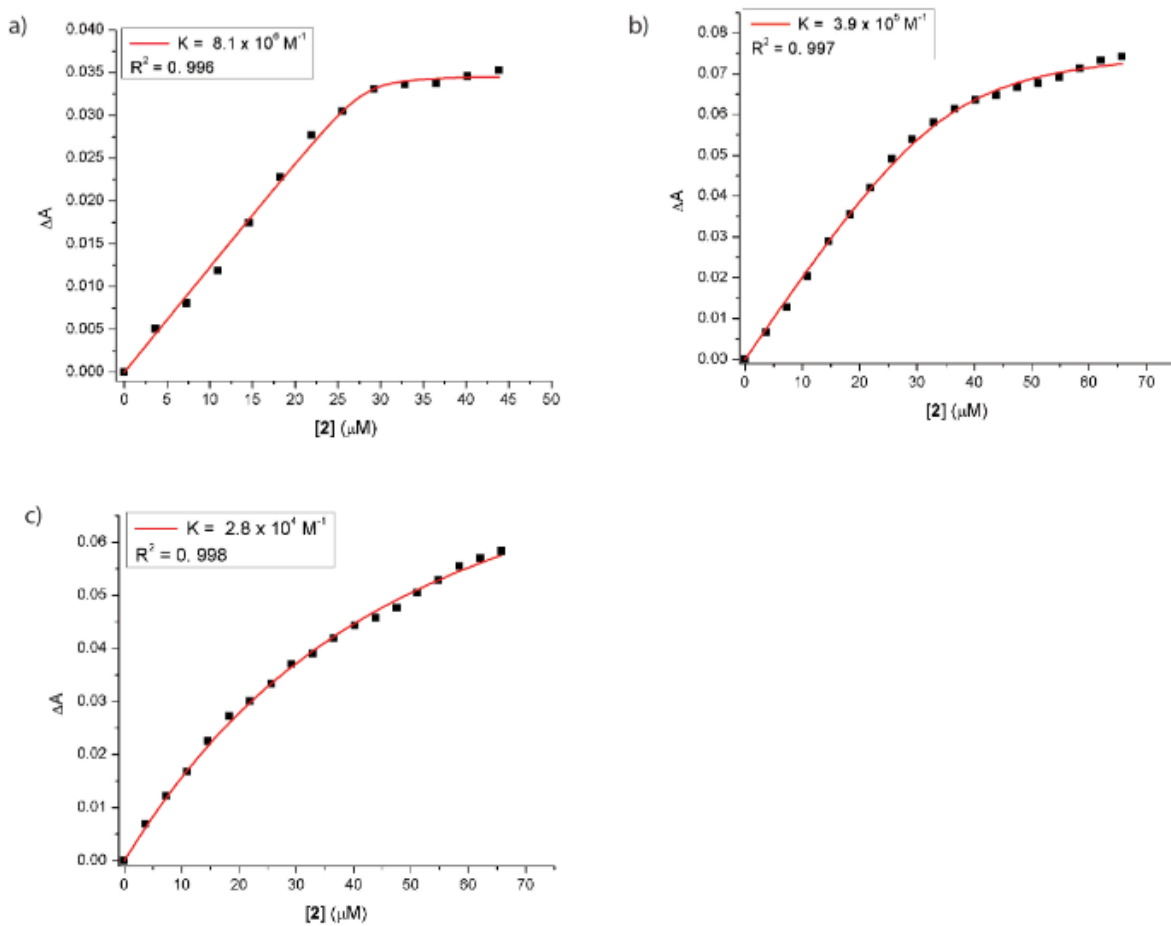 a)
K = 8.1 x 10⁶ M⁻¹
R² = 0. 996
0.040
0.035
0.030
0.025
0.020
0.015
0.010
0.005
0.000
ΔA
0 5 10 15 20 25 30 35 40 45 50
[2] (μM)
b)
K = 3.9 x 10⁵ M⁻¹
R² = 0. 997
0.08
0.07
0.06
0.05
0.04
0.03
0.02
0.01
0.00
ΔA
0 10 20 30 40 50 60 70
[2] (μM)
c)
K = 2.8 x 10⁴ M⁻¹
R² = 0. 998
0.06
0.05
0.04
0.03
0.02
0.01
0.00
ΔA
0 10 20 30 40 50 60 70
[2] (μM)